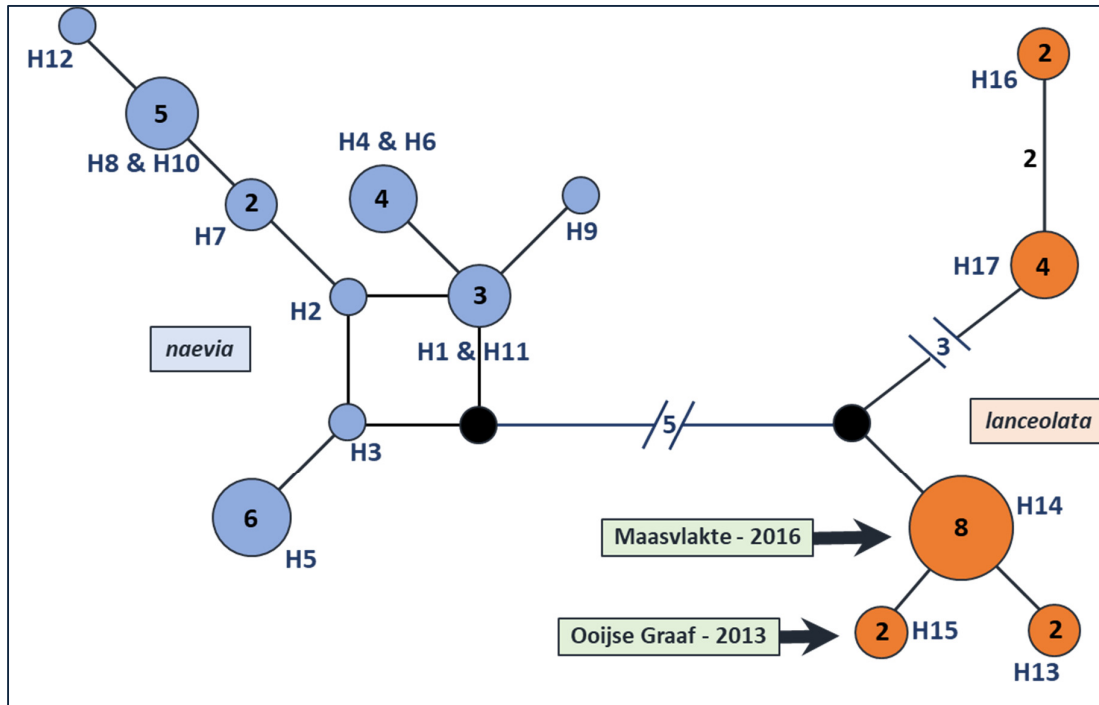 H12
5
H8 & H10
2
H7
H4 & H6
4
H9
H2
3
H1 & H11
naevia
H3
6
H5
5
2
H16
2
H17
4
3
lanceolata
H14
8
Maasvlakte - 2016
Ooijse Graaf - 2013
2
H15
2
H13